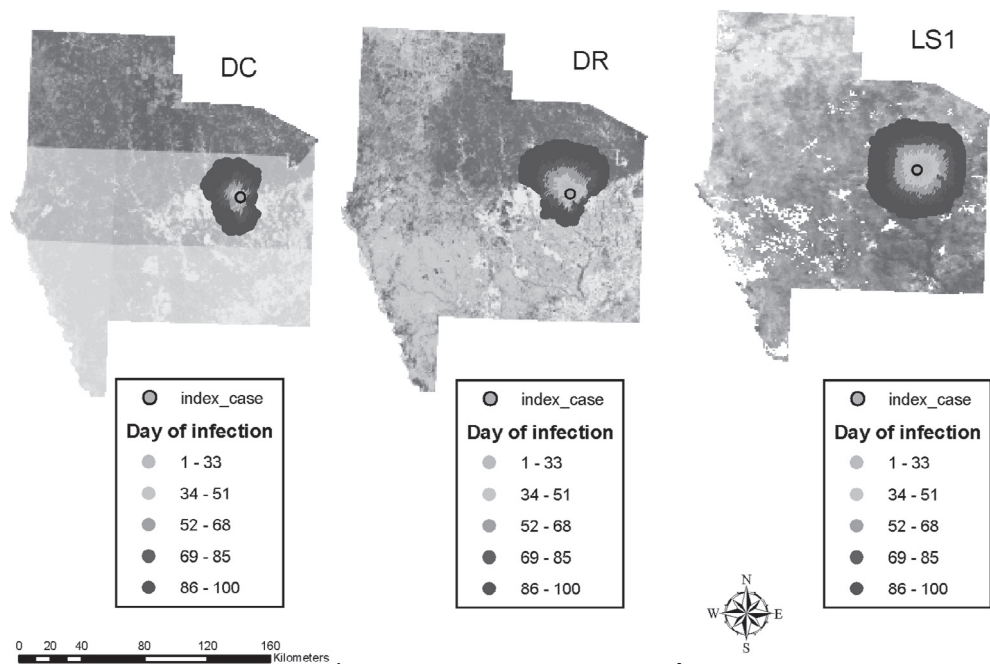 DC
DR
LS1
index_case
Day of infection
1 - 33
34 - 51
52 - 68
69 - 85
86 - 100
index_case
Day of infection
1 - 33
34 - 51
52 - 68
69 - 85
86 - 100
index_case
Day of infection
1 - 33
34 - 51
52 - 68
69 - 85
86 - 100
N
W E
S
0 20 40 80 120 160
Kilometers